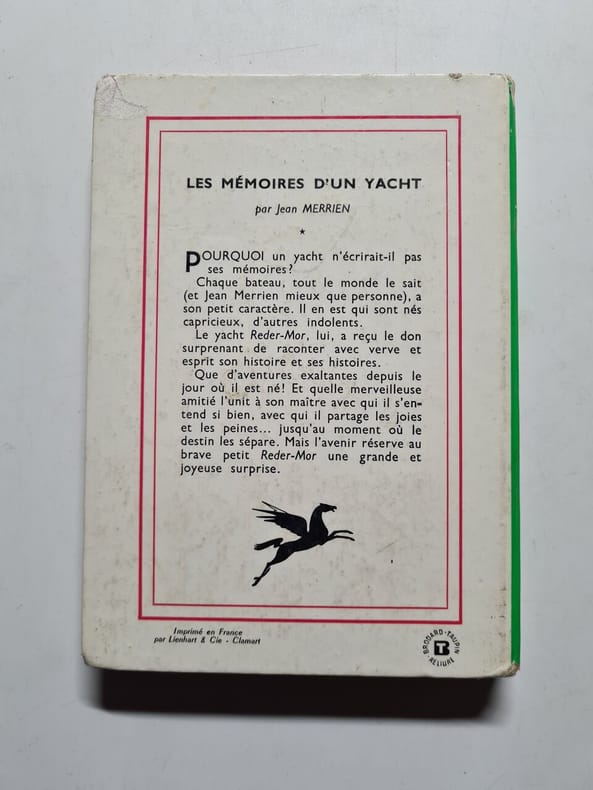 LES MÉMOIRES D'UN YACHT
par Jean MERRIEN
★
POURQUOI un yacht n'écrirait-il pas
ses mémoires?
Chaque bateau, tout le monde le sait
(et Jean Merrien mieux que personne), a
son petit caractère. Il en est qui sont nés
capricieux, d'autres indolents.
Le yacht Reder-Mor, lui, a reçu le don
surprenant de raconter avec verve et
esprit son histoire et ses histoires.
Que d'aventures exaltantes depuis le
jour où il est né! Et quelle merveilleuse
amitié l'unit à son maître avec qui il s'en-
tend si bien, avec qui il partage les joies
et les peines... jusqu'au moment où le
destin les sépare. Mais l'avenir réserve au
brave petit Reder-Mor une grande et
joyeuse surprise.
Imprimé en France
par Lienhart & Cie - Clamart
BRODARD-TAUPIN
TB
RELIURE